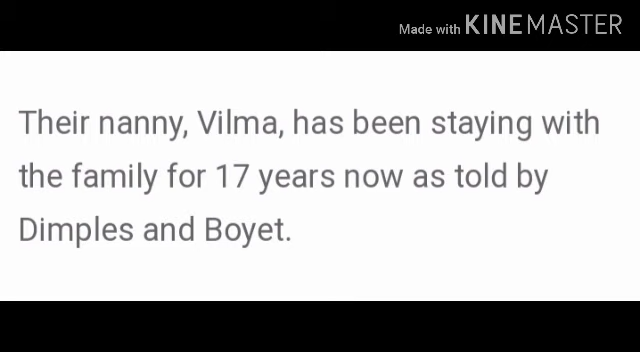 Made with KINEMASTER
Their nanny, Vilma, has been staying with
the family for 17 years now as told by
Dimples and Boyet.